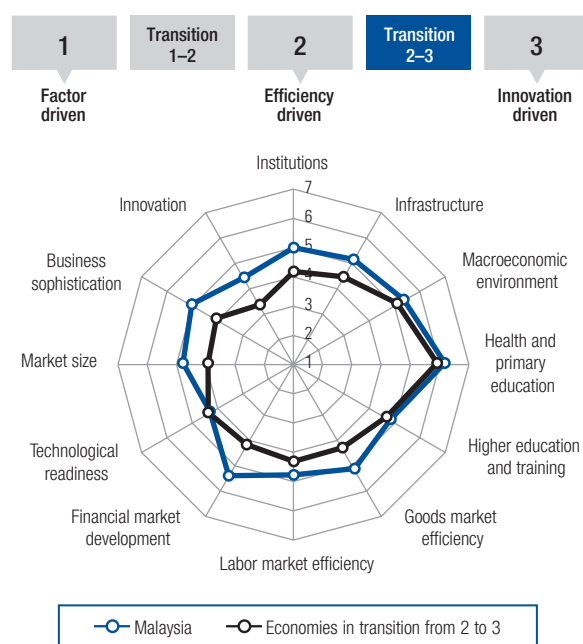 1
Transition
1–2
2
Transition
2–3
3
Factor
driven
Efficiency
driven
Innovation
driven
Institutions
7
Innovation
Infrastructure
6
Business
sophistication
5
Macroeconomic
environment
4
3
Market size
2
Health and
primary
education
1
Technological
readiness
Higher education
and training
Financial market
development
Goods market
efficiency
Labor market efficiency
Malaysia
Economies in transition from 2 to 3